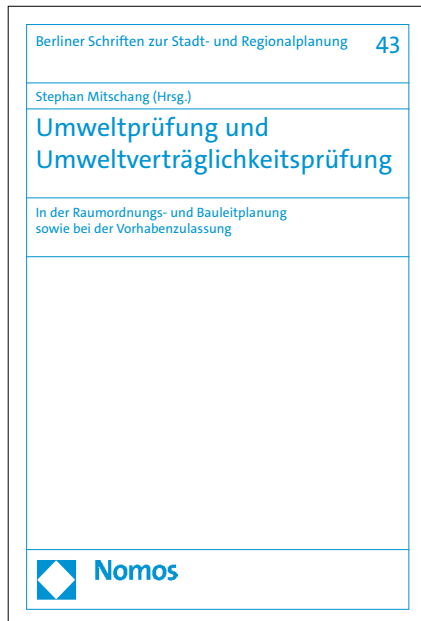 Berliner Schriften zur Stadt- und Regionalplanung 43
Stephan Mitschang (Hrsg.)
Umweltprüfung und
Umweltverträglichkeitsprüfung
In der Raumordnungs- und Bauleitplanung
sowie bei der Vorhabenzulassung
Nomos